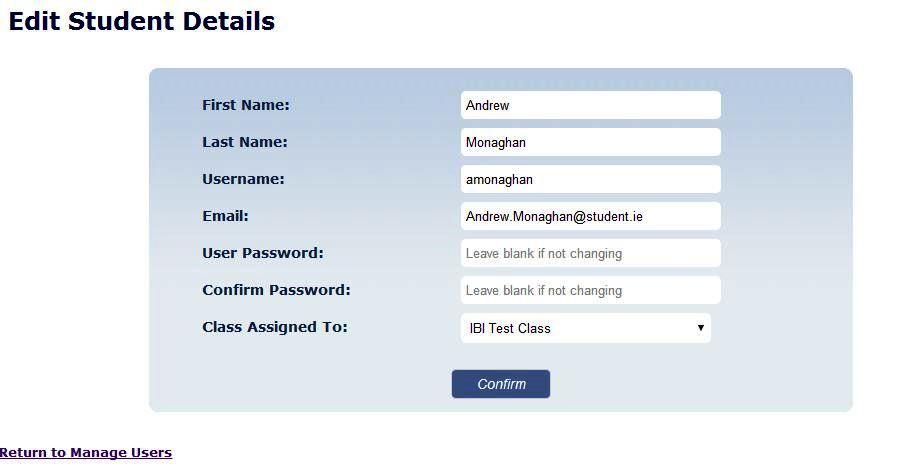 Edit Student Details
First Name: Andrew
Last Name: Monaghan
Username: amonaghan
Email: Andrew.Monaghan@student.ie
User Password: Leave blank if not changing
Confirm Password: Leave blank if not changing
Class Assigned To: IBI Test Class
Confirm
Return to Manage Users